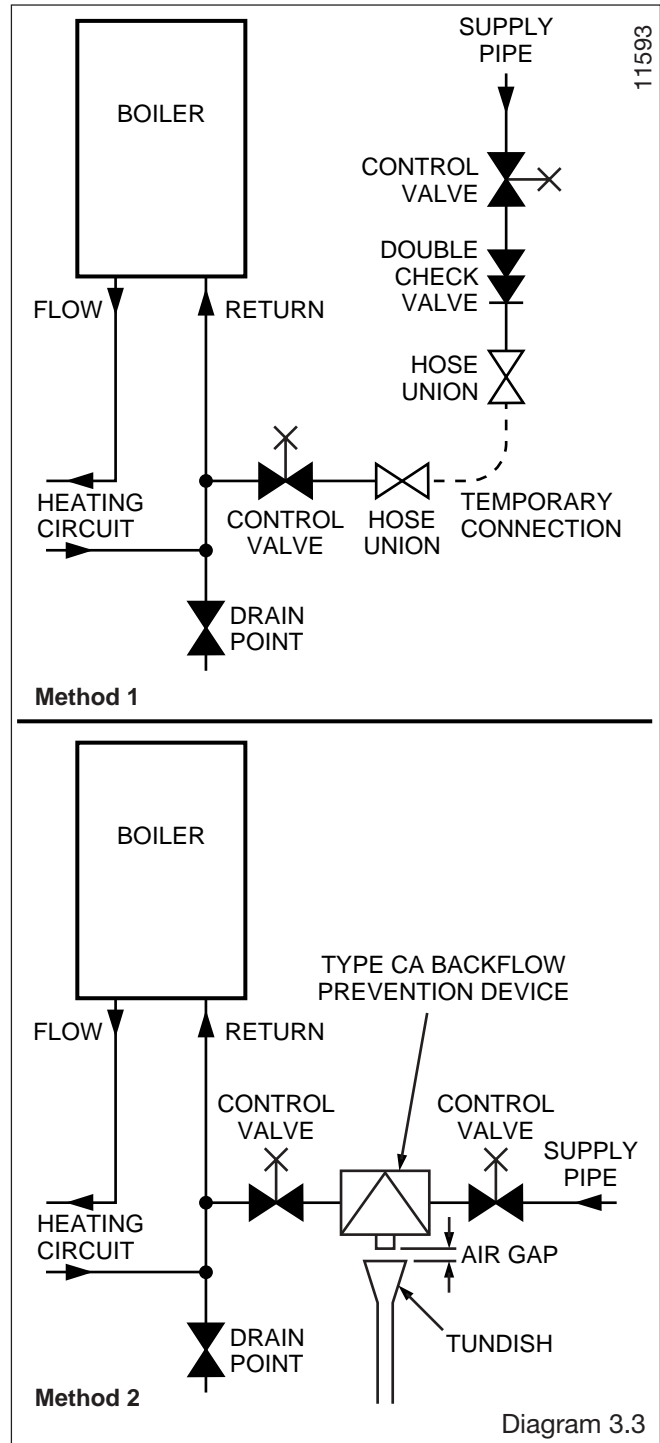 11593
SUPPLY
PIPE
BOILER
CONTROL
VALVE
DOUBLE
CHECK
VALVE
FLOW
RETURN
HOSE
UNION
HEATING
CIRCUIT
CONTROL
VALVE
HOSE
UNION
TEMPORARY
CONNECTION
DRAIN
POINT
Method 1
BOILER
TYPE CA BACKFLOW
PREVENTION DEVICE
FLOW
RETURN
CONTROL
VALVE
CONTROL
VALVE
SUPPLY
PIPE
HEATING
CIRCUIT
AIR GAP
DRAIN
POINT
TUNDISH
Method 2
Diagram 3.3